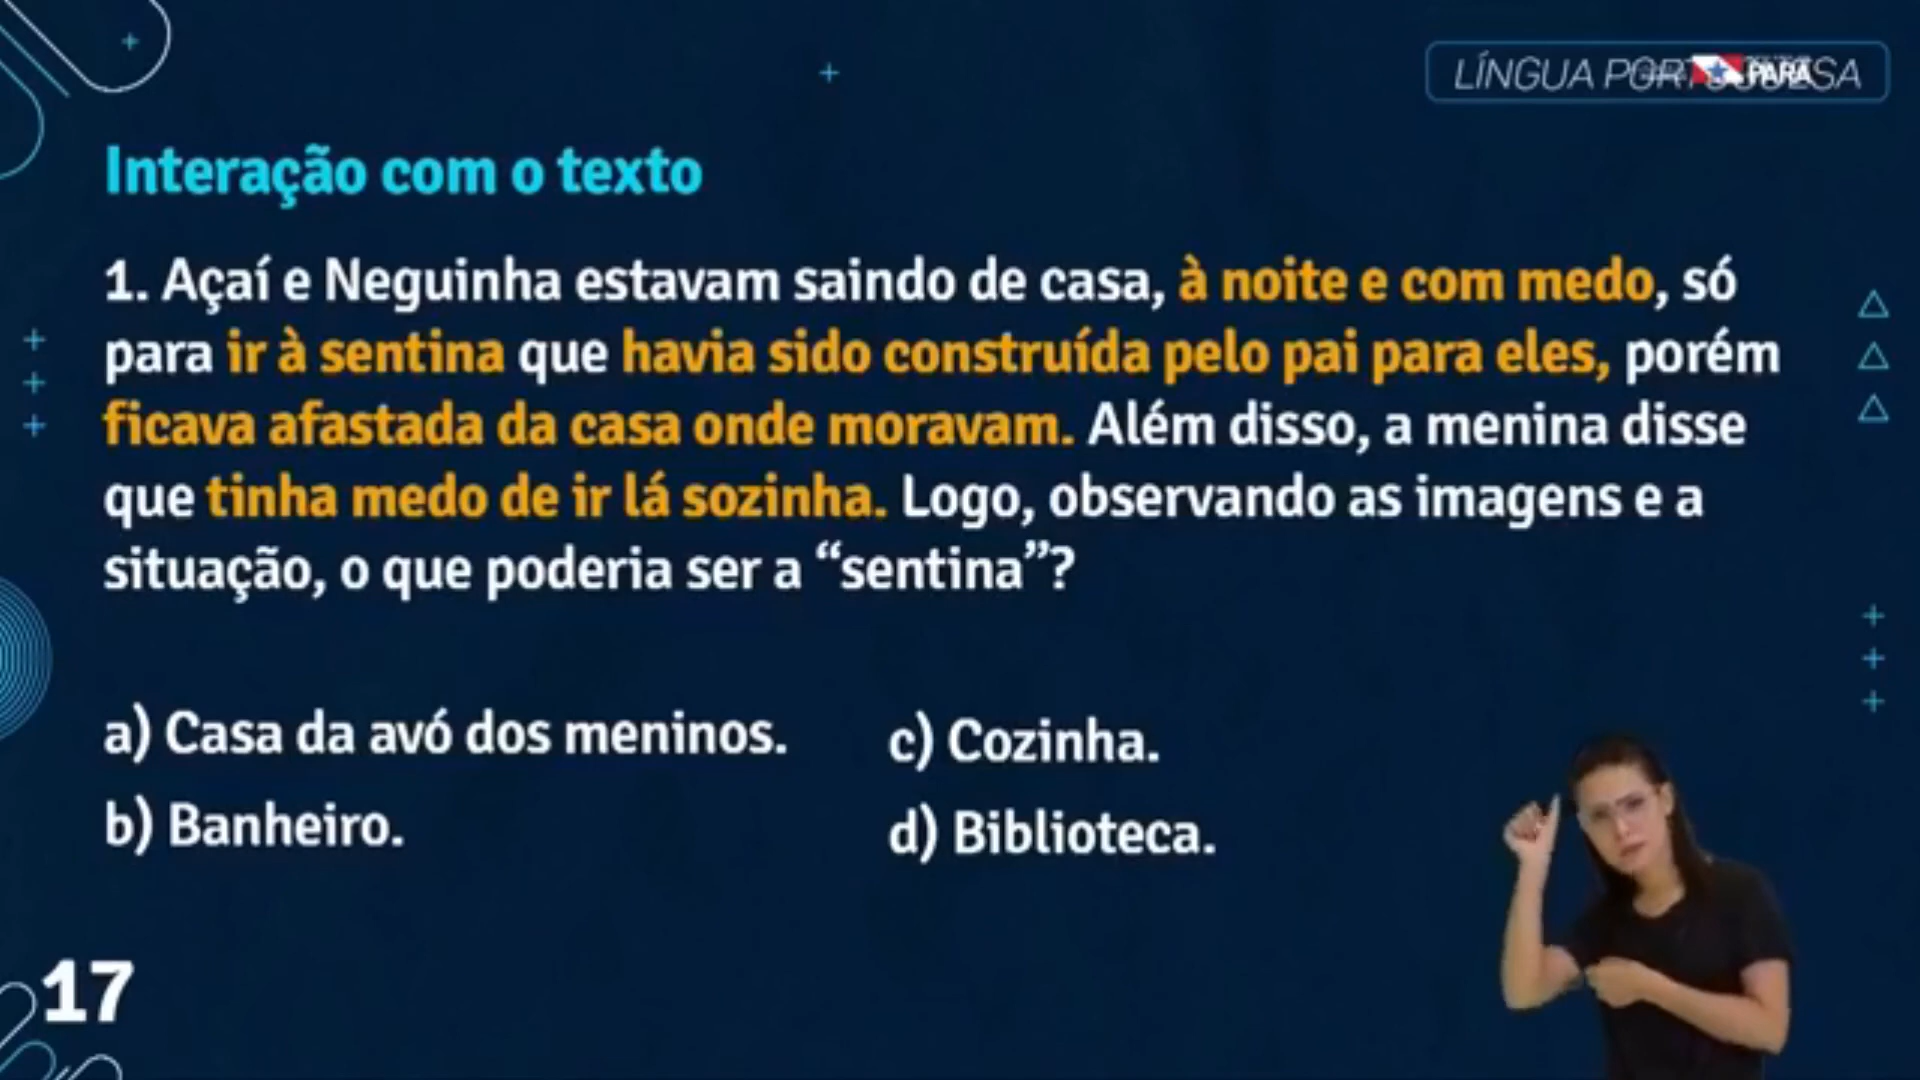 LÍNGUA PORTUGUESA
PARÁ
Interação com o texto
1. Açaí e Neguinha estavam saindo de casa, à noite e com medo, só
para ir à sentina que havia sido construída pelo pai para eles, porém
ficava afastada da casa onde moravam. Além disso, a menina disse
que tinha medo de ir lá sozinha. Logo, observando as imagens e a
situação, o que poderia ser a “sentina”?
a) Casa da avó dos meninos.
b) Banheiro.
c) Cozinha.
d) Biblioteca.
17